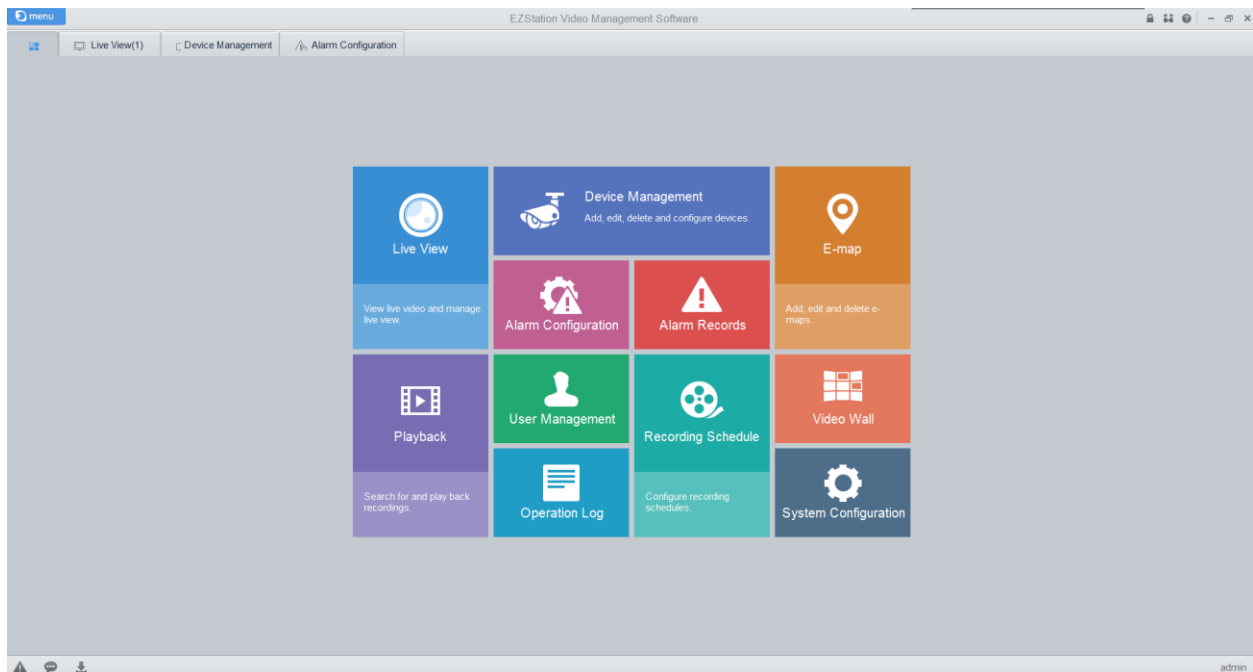 menu
EZStation Video Management Software
Live View(1)
Device Management
Alarm Configuration
Live View
View live video and manage
live view.
Device Management
Add, edit, delete and configure devices.
E-map
Add, edit and delete e-
maps.
Alarm Configuration
Alarm Records
Playback
Search for and play back
recordings.
User Management
Recording Schedule
Configure recording
schedules.
Video Wall
Operation Log
System Configuration
admin